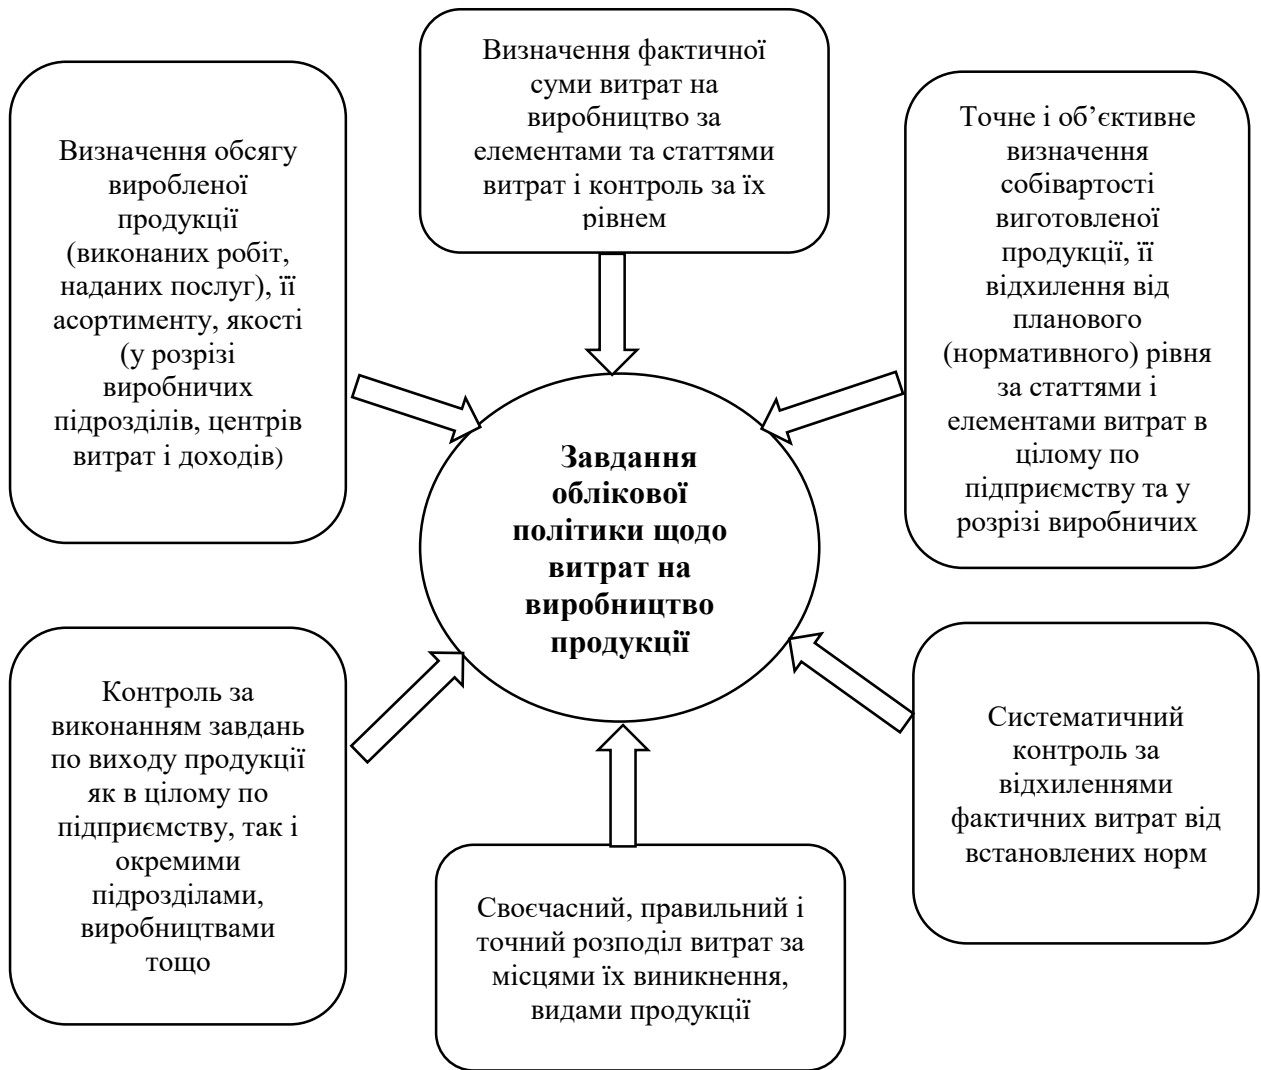 Визначення фактичної
суми витрат на
виробництво за
елементами та статтями
витрат і контроль за їх
рівнем
Визначення обсягу
виробленої
продукції
(виконаних робіт,
наданих послуг), її
асортименту, якості
(у розрізі
виробничих
підрозділів, центрів
витрат і доходів)
Точне і об’єктивне
визначення
собівартості
виготовленої
продукції, її
відхилення від
планового
(нормативного) рівня
за статтями і
елементами витрат в
цілому по
підприємству та у
розрізі виробничих
Завдання
облікової
політики щодо
витрат на
виробництво
продукції
Контроль за
виконанням завдань
по виходу продукції
як в цілому по
підприємству, так і
окремими
підрозділами,
виробництвами
тощо
Своєчасний, правильний і
точний розподіл витрат за
місцями їх виникнення,
видами продукції
Систематичний
контроль за
відхиленнями
фактичних витрат від
встановлених норм